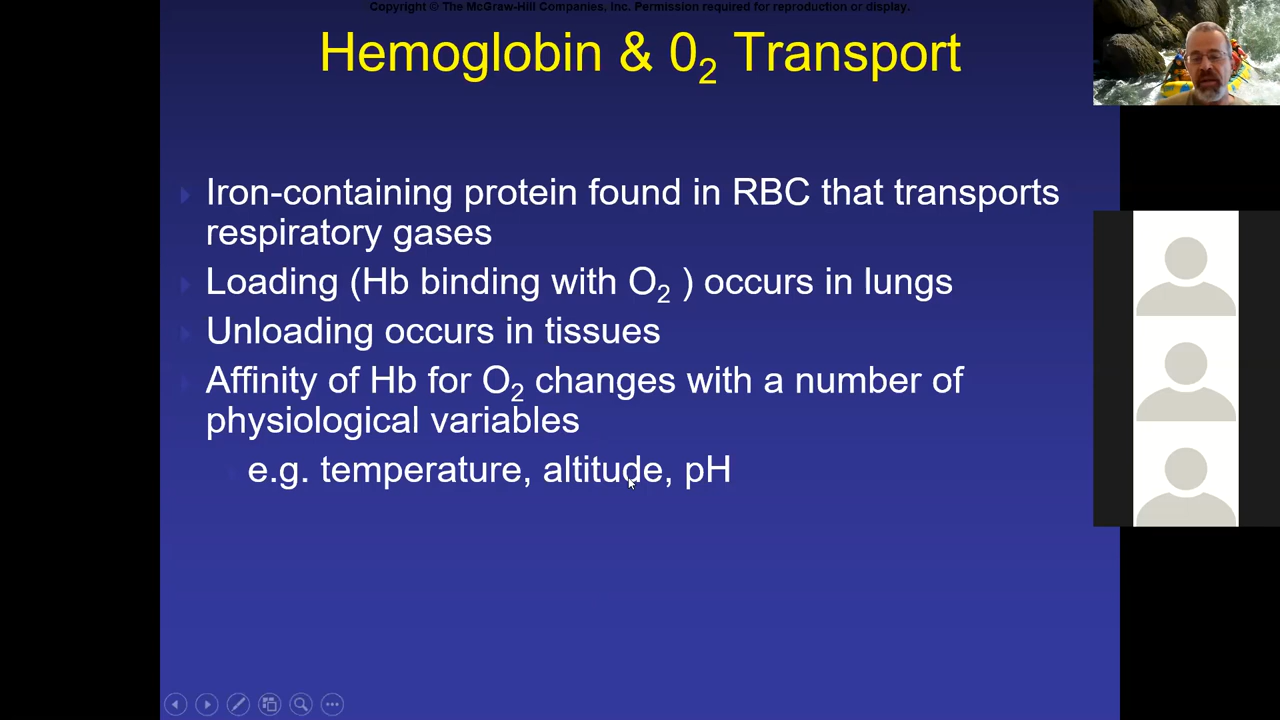 Copyright © The McGraw-Hill Companies, Inc. Permission required for reproduction or display.
Hemoglobin & 0₂ Transport
Iron-containing protein found in RBC that transports
respiratory gases
Loading (Hb binding with O₂ ) occurs in lungs
Unloading occurs in tissues
Affinity of Hb for O₂ changes with a number of
physiological variables
e.g. temperature, altitude, pH